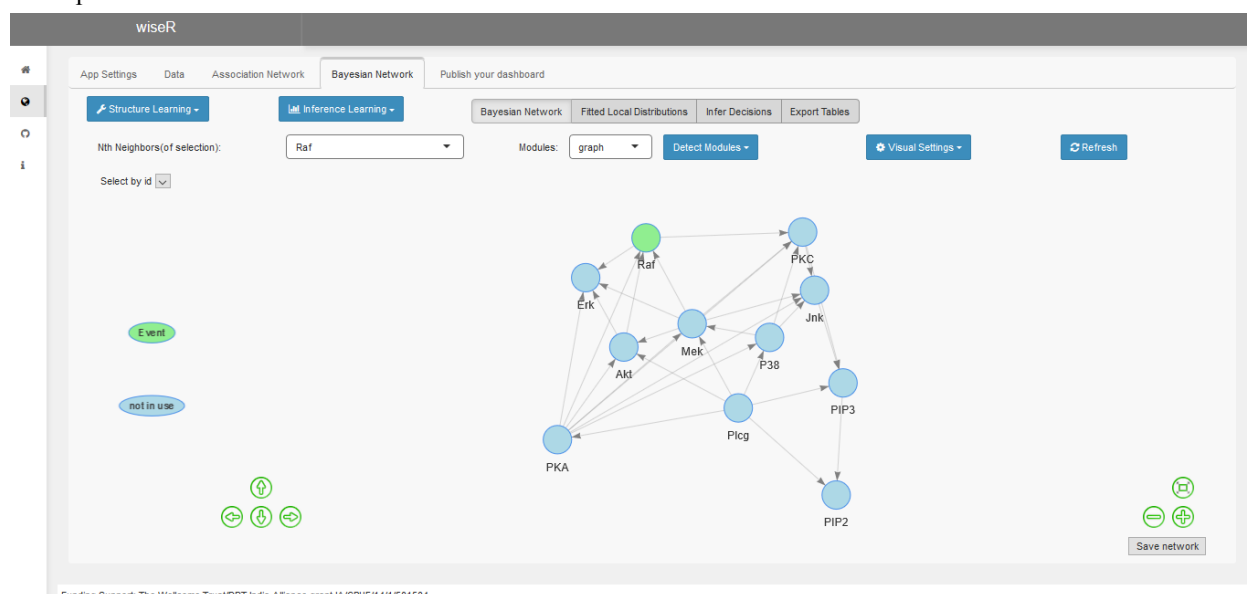 wiseR
App Settings Data Association Network Bayesian Network Publish your dashboard
Structure Learning Inference Learning Bayesian Network Fitted Local Distributions Infer Decisions Export Tables
Nth Neighbors(of selection): Raf Modules: graph Detect Modules Visual Settings Refresh
Select by id
PKC
Raf
Erk
Jnk
Event
Mek
P38
Akt
not in use
PIP3
Plcg
PKA
PIP2
Save network